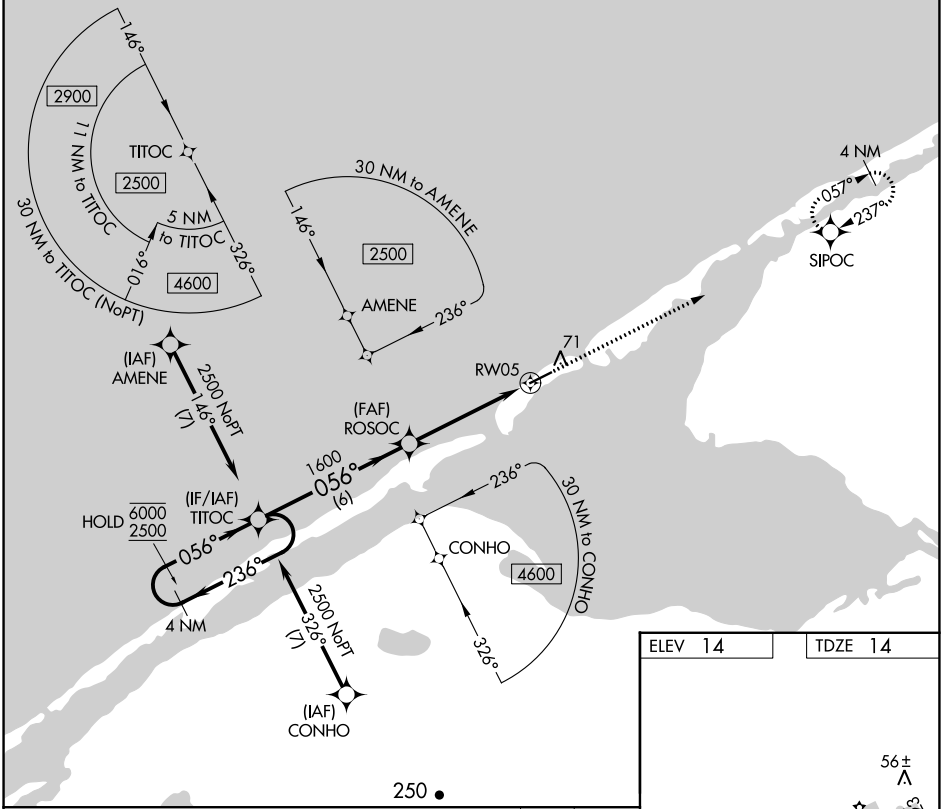 146°
2900
11 NM to TITOC
TITOC
2500
30 NM to TITOC (NoPT)
5 NM
to TITOC
016°
326°
4600
30 NM to AMENE
146°
2500
AMENE
236°
4 NM
057°
237°
SIPOC
(IAF)
AMENE
2500 NoPT
146°
(7)
71
RW05
(FAF)
ROSOC
1600
056°
(6)
(IF/IAF)
TITOC
HOLD 6000
2500
056°
236°
4 NM
2500 NoPT
326°
(7)
(IAF)
CONHO
236°
30 NM to CONHO
CONHO
4600
326°
ELEV 14
TDZE 14
56±
250